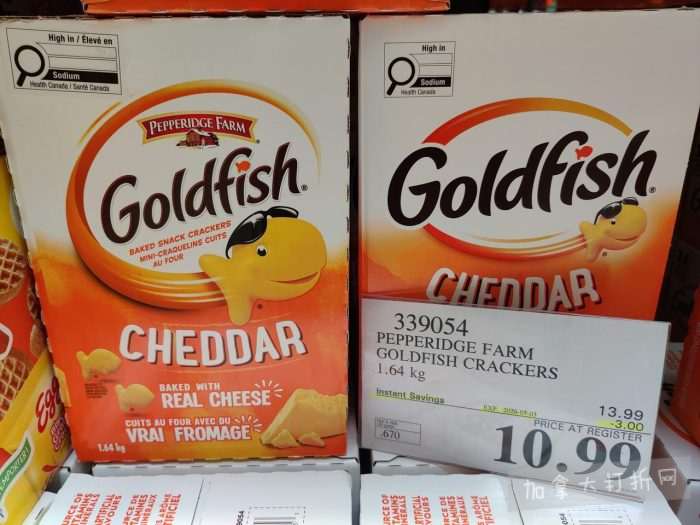 High in / Élevé en
Sodium
Health Canada / Santé Canada
PEPPERIDGE FARM
Goldfish®
BAKED SNACK CRACKERS
MINI-CRAQUELINS CUITS
AU FOUR
CHEDDAR
BAKED WITH
REAL CHEESE
CUITS AU FOUR AVEC DU
VRAI FROMAGE
1.64 kg
High in
Sodium
Health Canada
Goldfish®
CHEDDAR
339054
PEPPERIDGE FARM
GOLDFISH CRACKERS
1.64 kg
Instant Savings
EXP
13.99
-3.00
PRICE AT REGISTER
.670
10.99
加拿大打折网